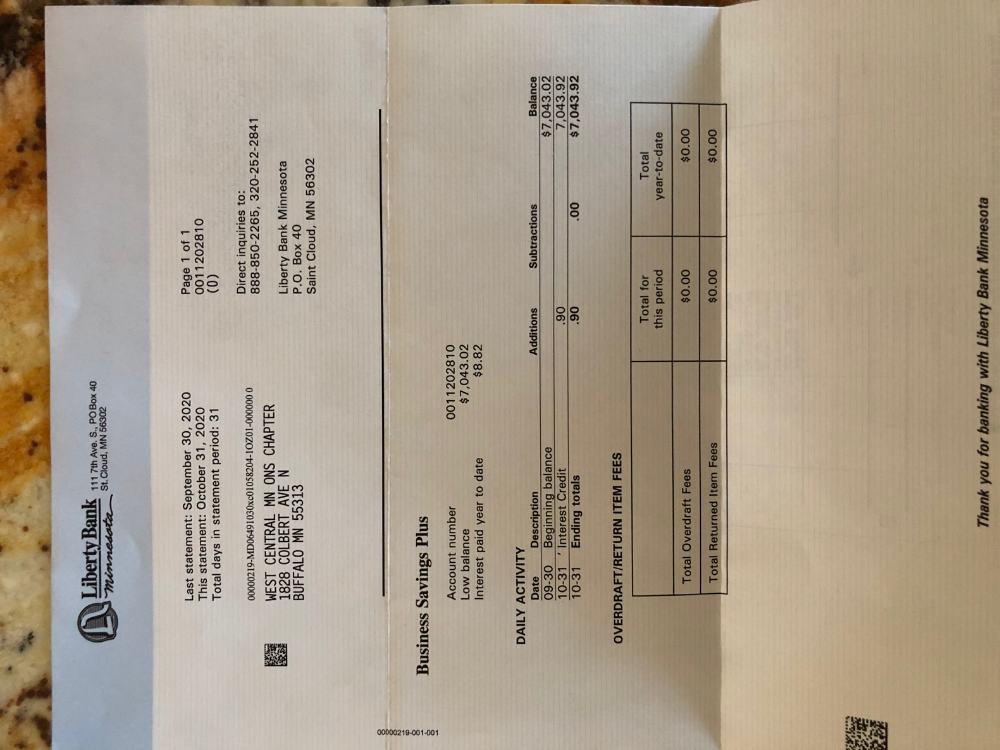 LibertyBank
minnesota
111 7th Ave. S., PO Box 40
St. Cloud, MN 56302
Last statement: September 30, 2020
This statement: October 31, 2020
Total days in statement period: 31
Page 1 of 1
0011202810
(0)
00000219-MD06491030xc01058204-1OZ01-000000 0
WEST CENTRAL MN ONS CHAPTER
1828 COLBERT AVE N
BUFFALO MN 55313
Direct inquiries to:
888-850-2265, 320-252-2841
Liberty Bank Minnesota
P.O. Box 40
Saint Cloud, MN 56302
00000219-001-001
Business Savings Plus
Account number 0011202810
Low balance $7,043.02
Interest paid year to date $8.82
DAILY ACTIVITY
Date Description Additions Subtractions Balance
09-30 Beginning balance $7,043.02
10-31 ' Interest Credit .90 7,043.92
10-31 Ending totals .90 .00 $7,043.92
OVERDRAFT/RETURN ITEM FEES
Total for Total
this period year-to-date
Total Overdraft Fees $0.00 $0.00
Total Returned Item Fees $0.00 $0.00
Thank you for banking with Liberty Bank Minnesota